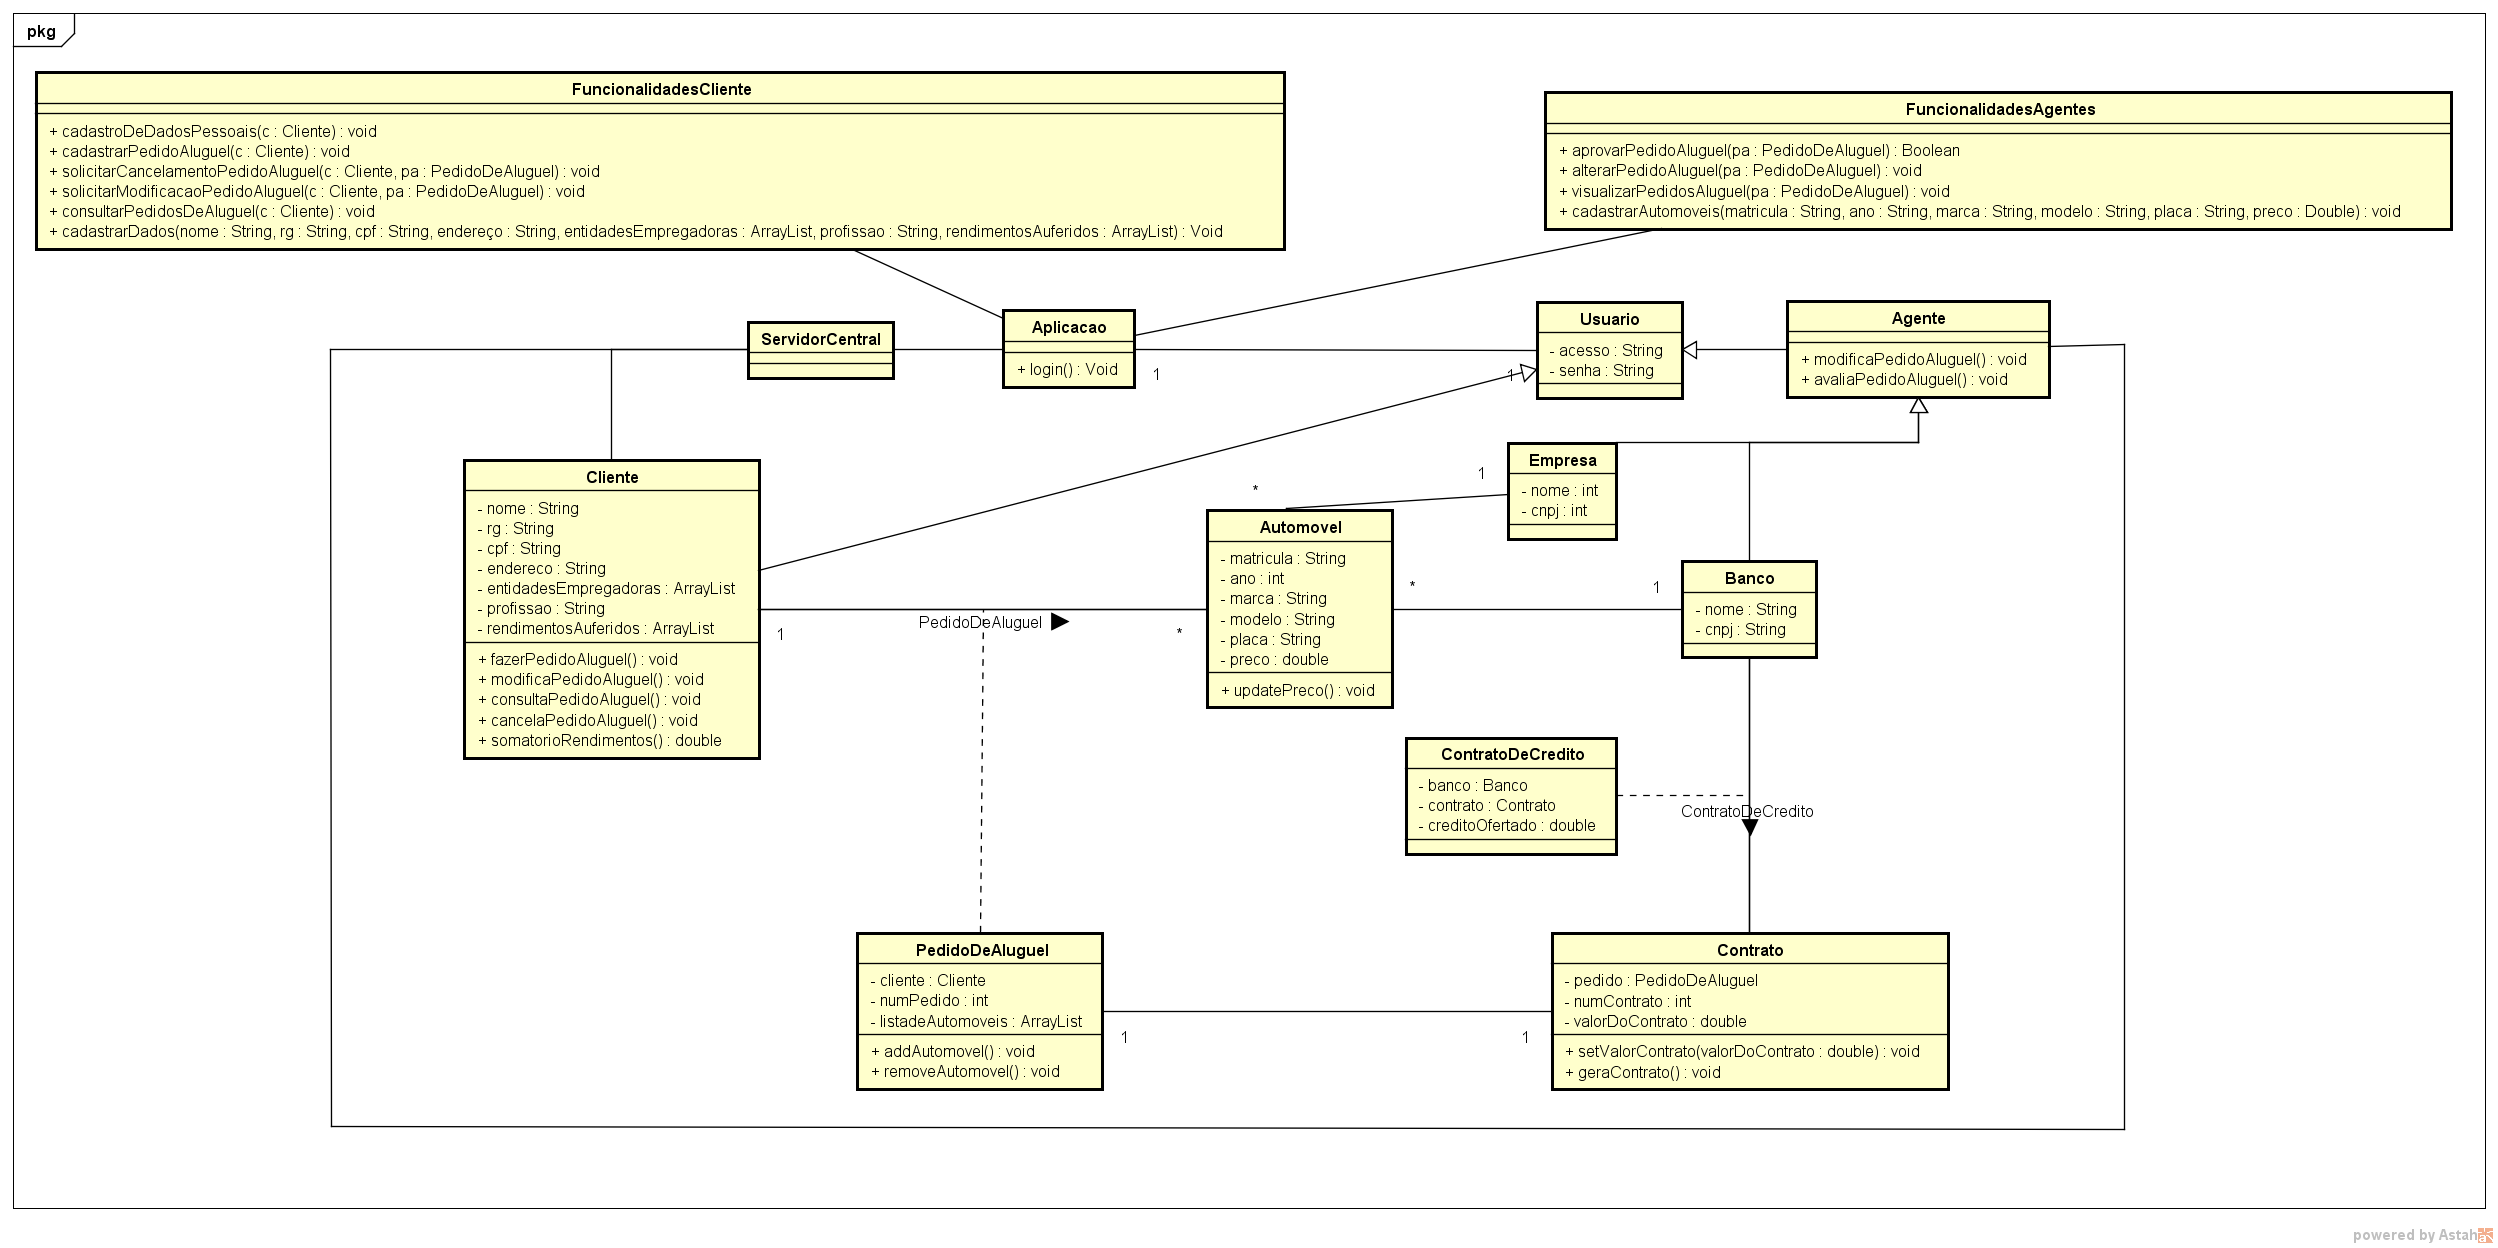 pkg
FuncionalidadesCliente
+ cadastroDeDadosPessoais(c : Cliente) : void
+ cadastrarPedidoAluguel(c : Cliente) : void
+ solicitarCancelamentoPedidoAluguel(c : Cliente, pa : PedidoDeAluguel) : void
+ solicitarModificacaoPedidoAluguel(c : Cliente, pa : PedidoDeAluguel) : void
+ consultarPedidosDeAluguel(c : Cliente) : void
+ cadastrarDados(nome : String, rg : String, cpf : String, endereço : String, entidadesEmpregadoras : ArrayList, profissao : String, rendimentosAuferidos : ArrayList) : Void
FuncionalidadesAgentes
+ aprovarPedidoAluguel(pa : PedidoDeAluguel) : Boolean
+ alterarPedidoAluguel(pa : PedidoDeAluguel) : void
+ visualizarPedidosAluguel(pa : PedidoDeAluguel) : void
+ cadastrarAutomoveis(matricula : String, ano : String, marca : String, modelo : String, placa : String, preco : Double) : void
ServidorCentral
Aplicacao
+ login() : Void
1
1
Usuario
- acesso : String
- senha : String
Agente
+ modificaPedidoAluguel() : void
+ avaliaPedidoAluguel() : void
Cliente
- nome : String
- rg : String
- cpf : String
- endereco : String
- entidadesEmpregadoras : ArrayList
- profissao : String
- rendimentosAuferidos : ArrayList
+ fazerPedidoAluguel() : void
+ modificaPedidoAluguel() : void
+ consultaPedidoAluguel() : void
+ cancelaPedidoAluguel() : void
+ somatorioRendimentos() : double
1
PedidoDeAluguel
*
*
1
Empresa
- nome : int
- cnpj : int
Automovel
- matricula : String
- ano : int
- marca : String
- modelo : String
- placa : String
- preco : double
+ updatePreco() : void
*
1
Banco
- nome : String
- cnpj : String
ContratoDeCredito
- banco : Banco
- contrato : Contrato
- creditoOfertado : double
ContratoDeCredito
PedidoDeAluguel
- cliente : Cliente
- numPedido : int
- listadeAutomoveis : ArrayList
+ addAutomovel() : void
+ removeAutomovel() : void
1
1
Contrato
- pedido : PedidoDeAluguel
- numContrato : int
- valorDoContrato : double
+ setValorContrato(valorDoContrato : double) : void
+ geraContrato() : void
powered by Astah